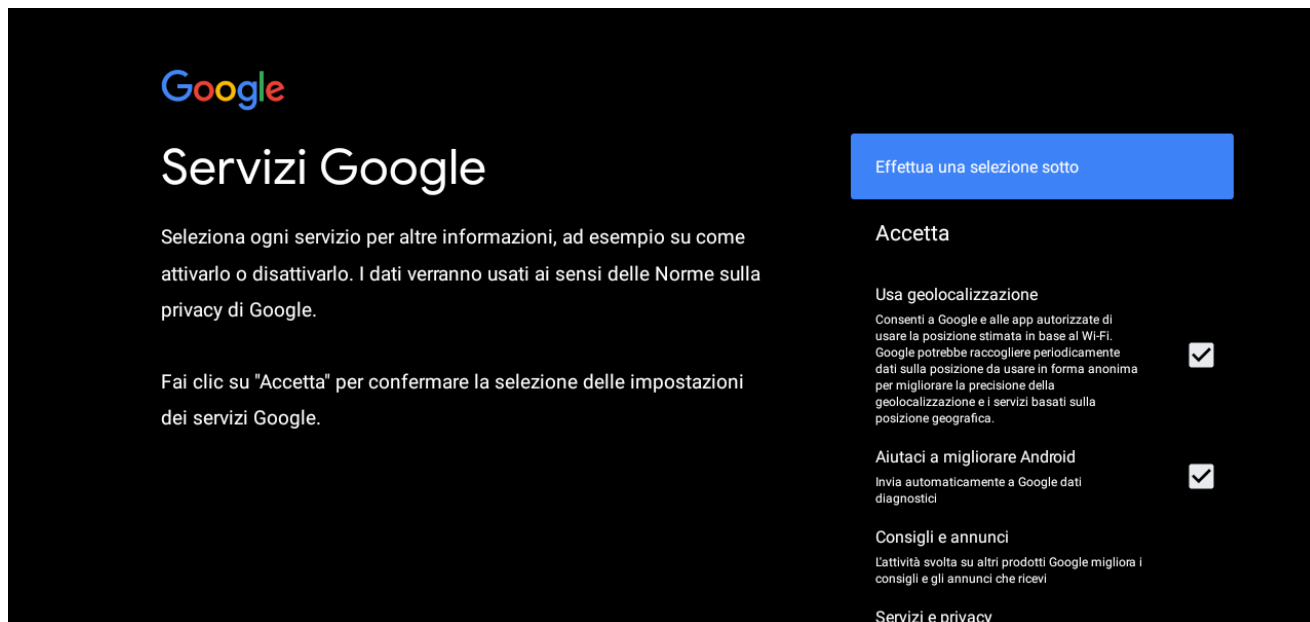 Google
Servizi Google
Seleziona ogni servizio per altre informazioni, ad esempio su come
attivarlo o disattivarlo. I dati verranno usati ai sensi delle Norme sulla
privacy di Google.
Fai clic su "Accetta" per confermare la selezione delle impostazioni
dei servizi Google.
Effettua una selezione sotto
Accetta
Usa geolocalizzazione
Consenti a Google e alle app autorizzate di
usare la posizione stimata in base al Wi-Fi.
Google potrebbe raccogliere periodicamente
dati sulla posizione da usare in forma anonima
per migliorare la precisione della
geolocalizzazione e i servizi basati sulla
posizione geografica.
Aiutaci a migliorare Android
Invia automaticamente a Google dati
diagnostici
Consigli e annunci
L'attività svolta su altri prodotti Google migliora i
consigli e gli annunci che ricevi
Servizi e privacy